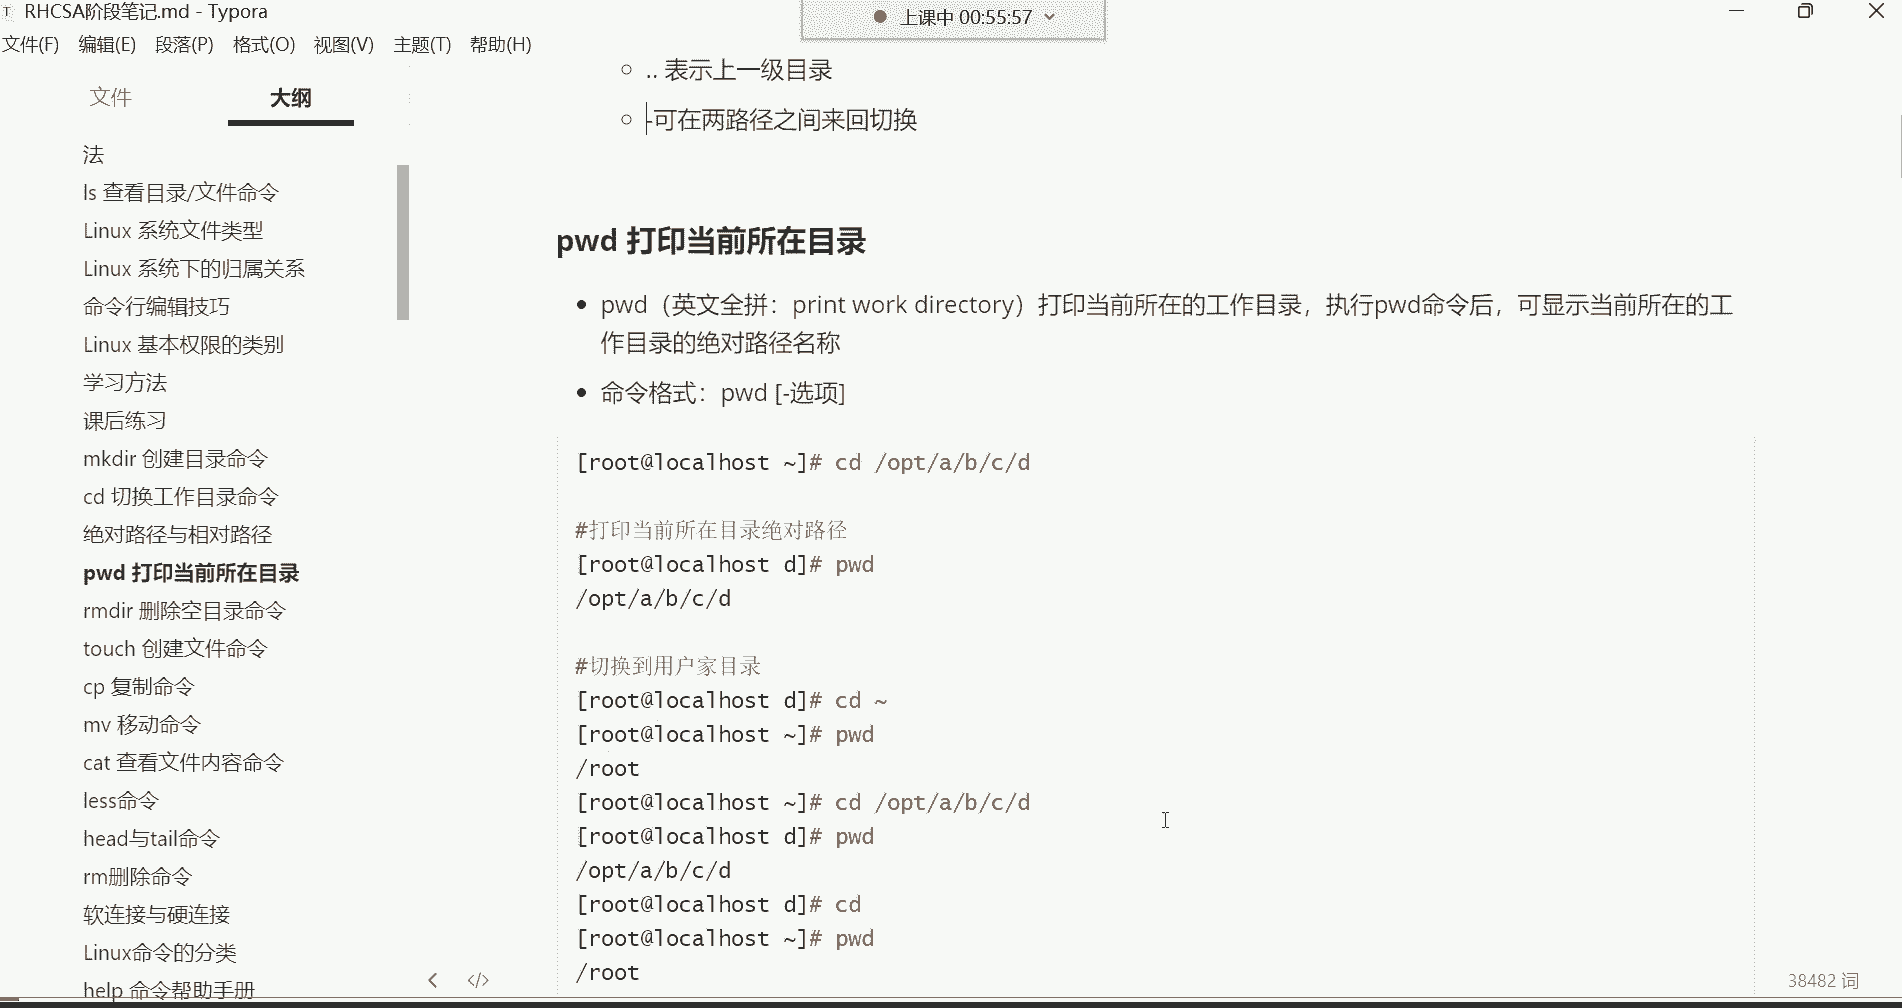 RHCSA阶段笔记.md - Typora
上课中 00:55:57
文件(F) 编辑(E) 段落(P) 格式(O) 视图(V) 主题(T) 帮助(H)
文件 大纲
法
ls 查看目录/文件命令
Linux 系统文件类型
Linux 系统下的归属关系
命令行编辑技巧
Linux 基本权限的类别
学习方法
课后练习
mkdir 创建目录命令
cd 切换工作目录命令
绝对路径与相对路径
pwd 打印当前所在目录
rmdir 删除空目录命令
touch 创建文件命令
cp 复制命令
mv 移动命令
cat 查看文件内容命令
less命令
head与tail命令
rm删除命令
软连接与硬连接
Linux命令的分类
help 命令帮助手册
.. 表示上一级目录
-可在两路径之间来回切换
pwd 打印当前所在目录
pwd（英文全拼：print work directory）打印当前所在的工作目录，执行pwd命令后，可显示当前所在的工
作目录的绝对路径名称
命令格式：pwd [-选项]
[root@localhost ~]# cd /opt/a/b/c/d
#打印当前所在目录绝对路径
[root@localhost d]# pwd
/opt/a/b/c/d
#切换到用户家目录
[root@localhost d]# cd ~
[root@localhost ~]# pwd
/root
[root@localhost ~]# cd /opt/a/b/c/d
[root@localhost d]# pwd
/opt/a/b/c/d
[root@localhost d]# cd
[root@localhost ~]# pwd
/root
38482 词